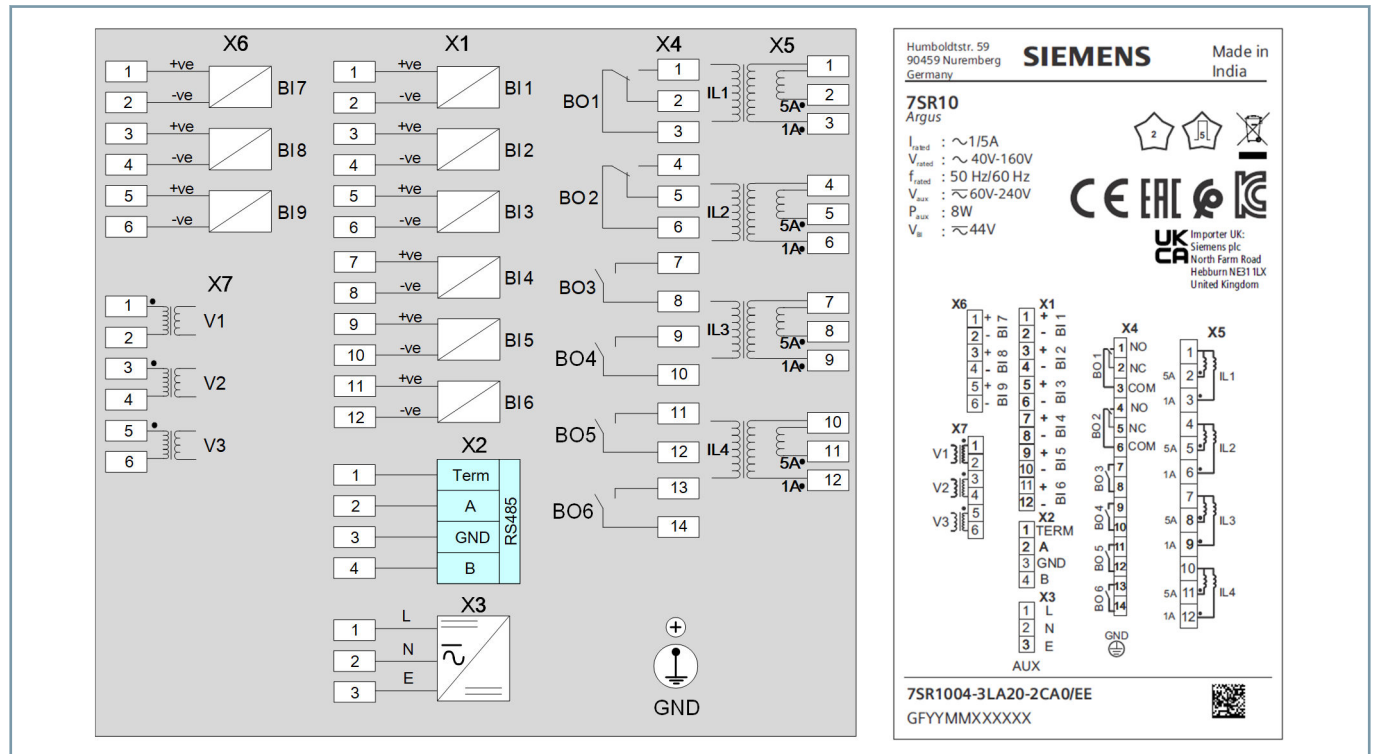 X6
1 +ve
2 -ve
BI7
3 +ve
4 -ve
BI8
5 +ve
6 -ve
BI9
X7
1
2
V1
3
4
V2
5
6
V3
X1
1 +ve
2 -ve
BI1
3 +ve
4 -ve
BI2
5 +ve
6 -ve
BI3
7 +ve
8 -ve
BI4
9 +ve
10 -ve
BI5
11 +ve
12 -ve
BI6
X2
1 Term
2 A
3 GND
4 B
RS485
X3
1 L
2 N
3 E
X4
BO1
1
2
3
BO2
4
5
6
BO3
7
8
BO4
9
10
BO5
11
12
BO6
13
14
X5
IL1
1
2
5A
3
1A
IL2
4
5
5A
6
1A
IL3
7
8
5A
9
1A
IL4
10
11
5A
12
1A
GND
Humboldtstr. 59
90459 Nuremberg
Germany
SIEMENS
Made in
India
7SR10
Argus
Irated : ~1/5A
Vrated : ~ 40V-160V
frated : 50 Hz/60 Hz
Vaux : ⏦60V-240V
Paux : 8W
VBI : ⏦44V
2
5
CE EAC
UK
CA
Importer UK:
Siemens plc
North Farm Road
Hebburn NE31 1LX
United Kingdom
X6
1 +
2 -
BI 7
3 +
4 -
BI 8
5 +
6 -
BI 9
X7
V1 1
2
V2 3
4
V3 5
6
X1
1 +
2 -
BI 1
3 +
4 -
BI 2
5 +
6 -
BI 3
7 +
8 -
BI 4
9 +
10 -
BI 5
11 +
12 -
BI 6
X2
1 TERM
2 A
3 GND
4 B
X3
1 L
2 N
3 E
AUX
X4
BO 1
1 NO
2 NC
3 COM
BO 2
4 NO
5 NC
6 COM
BO 3
7
8
BO 4
9
10
BO 5
11
12
BO 6
13
14
GND
X5
1
5A 2
1A 3
IL1
4
5A 5
1A 6
IL2
7
5A 8
1A 9
IL3
10
5A 11
1A 12
IL4
7SR1004-3LA20-2CA0/EE
GFYYMMXXXXXX